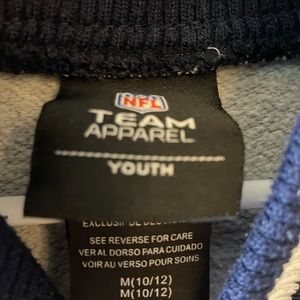 NFL
TEAM
APPAREL
YOUTH
SEE REVERSE FOR CARE
VER AL DORSO PARA CUIDADO
VOIR AU VERSO POUR SOINS
M(10/12)
M(10/12)